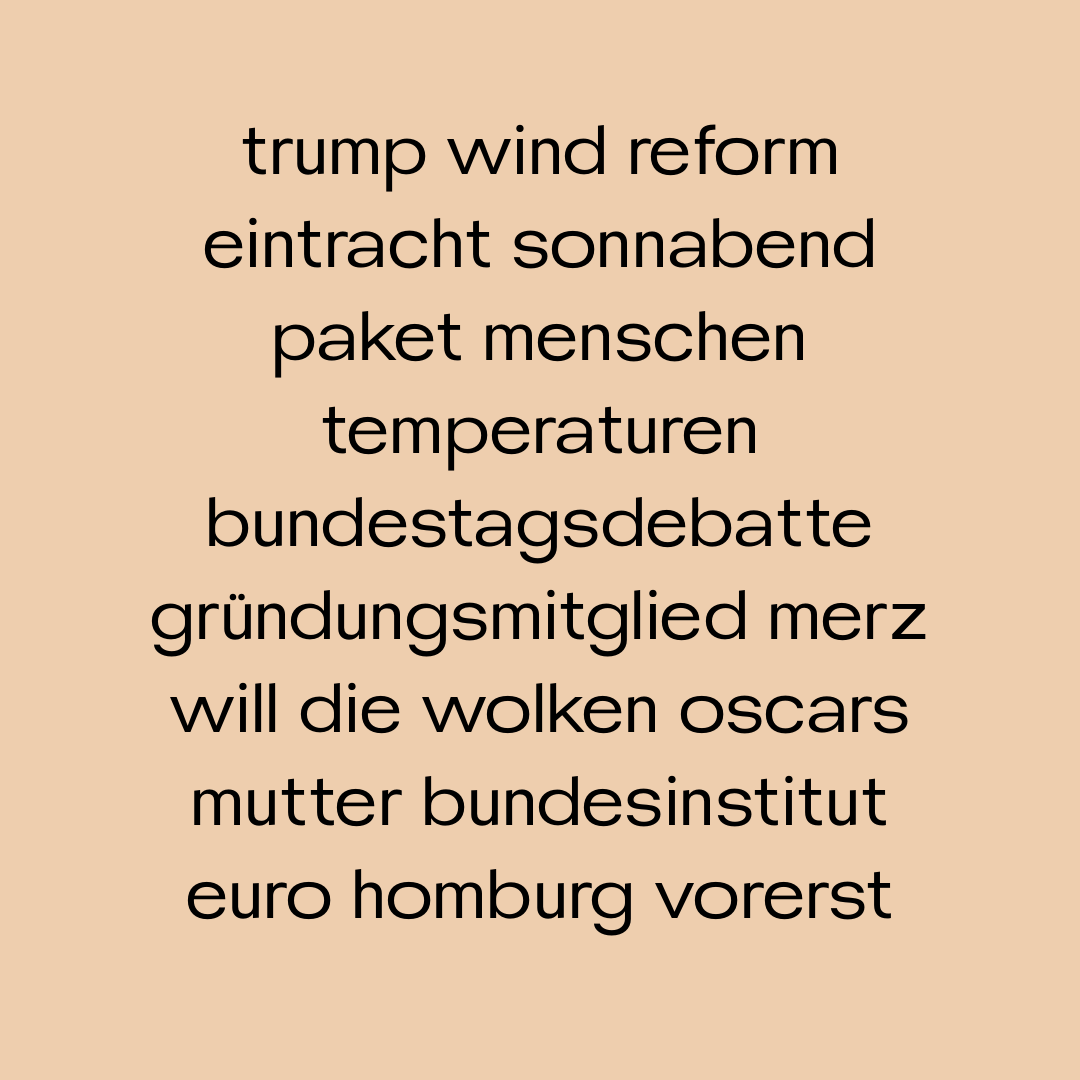 trump wind reform
eintracht sonnabend
paket menschen
temperaturen
bundestagsdebatte
gründungsmitglied merz
will die wolken oscars
mutter bundesinstitut
euro homburg vorerst